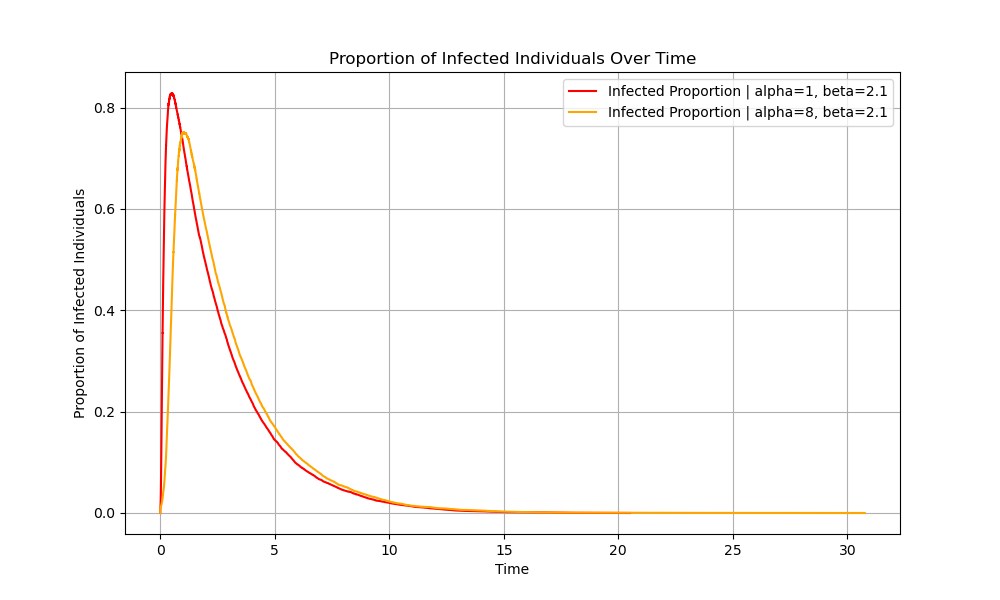 Proportion of Infected Individuals Over Time
Infected Proportion | alpha=1, beta=2.1
Infected Proportion | alpha=8, beta=2.1
Proportion of Infected Individuals
0.8
0.6
0.4
0.2
0.0
0 5 10 15 20 25 30
Time